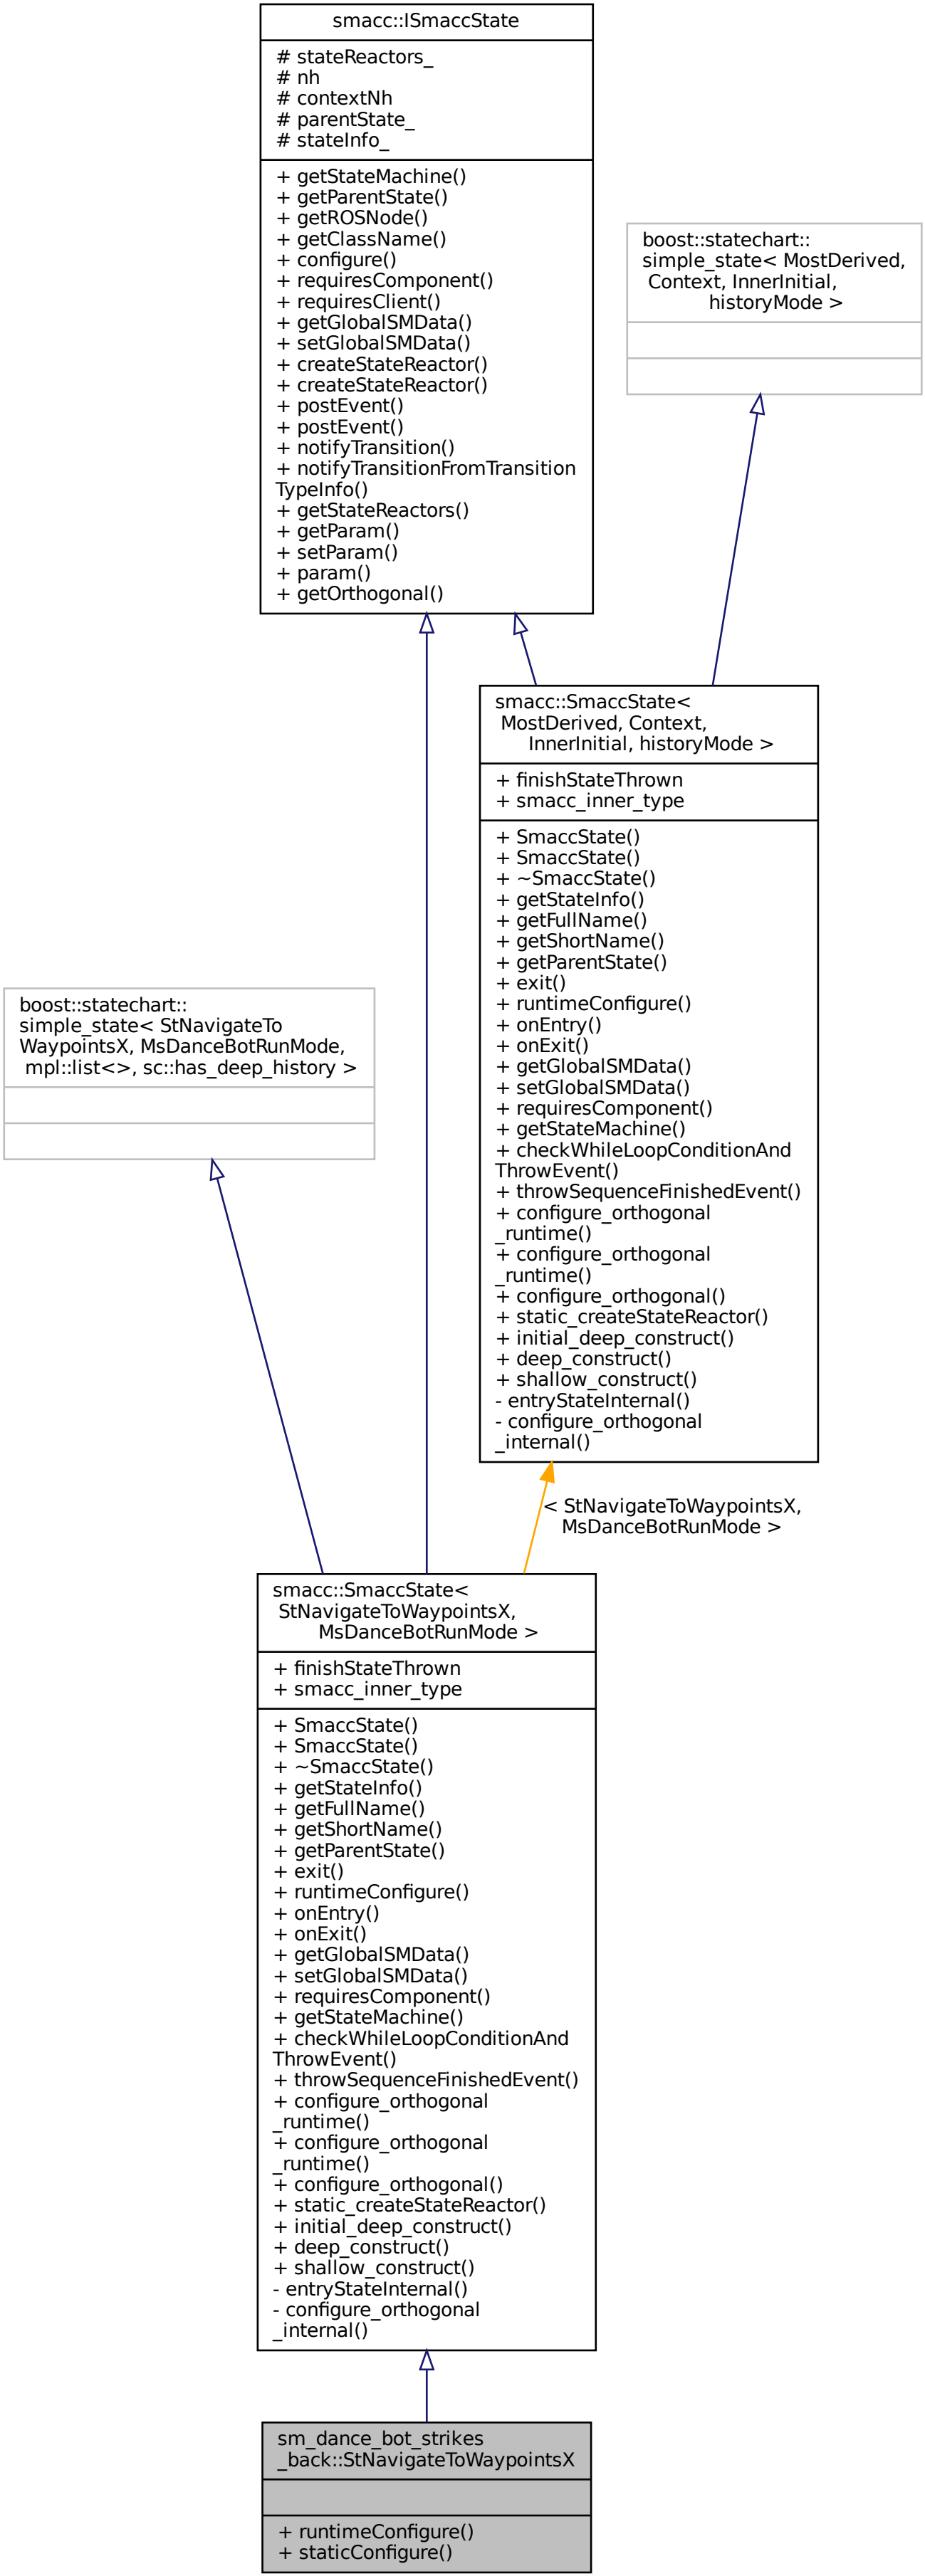 smacc::ISmaccState
# stateReactors_
# nh
# contextNh
# parentState_
# stateInfo_
+ getStateMachine()
+ getParentState()
+ getROSNode()
+ getClassName()
+ configure()
+ requiresComponent()
+ requiresClient()
+ getGlobalSMData()
+ setGlobalSMData()
+ createStateReactor()
+ createStateReactor()
+ postEvent()
+ postEvent()
+ notifyTransition()
+ notifyTransitionFromTransition
TypeInfo()
+ getStateReactors()
+ getParam()
+ setParam()
+ param()
+ getOrthogonal()
boost::statechart::
simple_state< MostDerived,
Context, InnerInitial,
historyMode >
smacc::SmaccState<
MostDerived, Context,
InnerInitial, historyMode >
+ finishStateThrown
+ smacc_inner_type
+ SmaccState()
+ SmaccState()
+ ~SmaccState()
+ getStateInfo()
+ getFullName()
+ getShortName()
+ getParentState()
+ exit()
+ runtimeConfigure()
+ onEntry()
+ onExit()
+ getGlobalSMData()
+ setGlobalSMData()
+ requiresComponent()
+ getStateMachine()
+ checkWhileLoopConditionAnd
ThrowEvent()
+ throwSequenceFinishedEvent()
+ configure_orthogonal
_runtime()
+ configure_orthogonal
_runtime()
+ configure_orthogonal()
+ static_createStateReactor()
+ initial_deep_construct()
+ deep_construct()
+ shallow_construct()
- entryStateInternal()
- configure_orthogonal
_internal()
boost::statechart::
simple_state< StNavigateTo
WaypointsX, MsDanceBotRunMode,
mpl::list<>, sc::has_deep_history >
< StNavigateToWaypointsX,
MsDanceBotRunMode >
smacc::SmaccState<
StNavigateToWaypointsX,
MsDanceBotRunMode >
+ finishStateThrown
+ smacc_inner_type
+ SmaccState()
+ SmaccState()
+ ~SmaccState()
+ getStateInfo()
+ getFullName()
+ getShortName()
+ getParentState()
+ exit()
+ runtimeConfigure()
+ onEntry()
+ onExit()
+ getGlobalSMData()
+ setGlobalSMData()
+ requiresComponent()
+ getStateMachine()
+ checkWhileLoopConditionAnd
ThrowEvent()
+ throwSequenceFinishedEvent()
+ configure_orthogonal
_runtime()
+ configure_orthogonal
_runtime()
+ configure_orthogonal()
+ static_createStateReactor()
+ initial_deep_construct()
+ deep_construct()
+ shallow_construct()
- entryStateInternal()
- configure_orthogonal
_internal()
sm_dance_bot_strikes
_back::StNavigateToWaypointsX
+ runtimeConfigure()
+ staticConfigure()